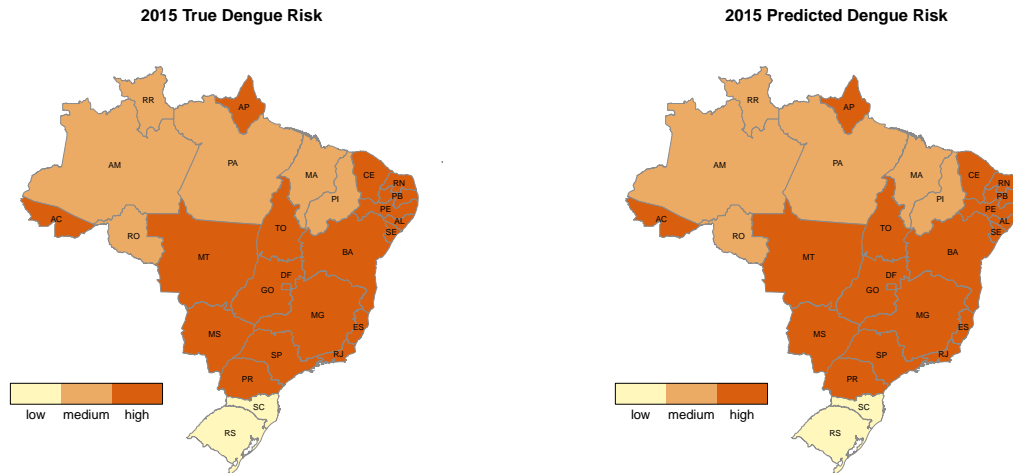 2015 True Dengue Risk
RR
AP
AM
PA
MA
CE
RN
PB
PI
PE
AL
AC
SE
TO
RO
BA
MT
DF
GO
MG
ES
MS
SP
RJ
PR
low medium high
SC
RS
2015 Predicted Dengue Risk
RR
AP
AM
PA
MA
CE
RN
PB
PI
PE
AL
AC
SE
TO
RO
BA
MT
DF
GO
MG
ES
MS
SP
RJ
PR
low medium high
SC
RS